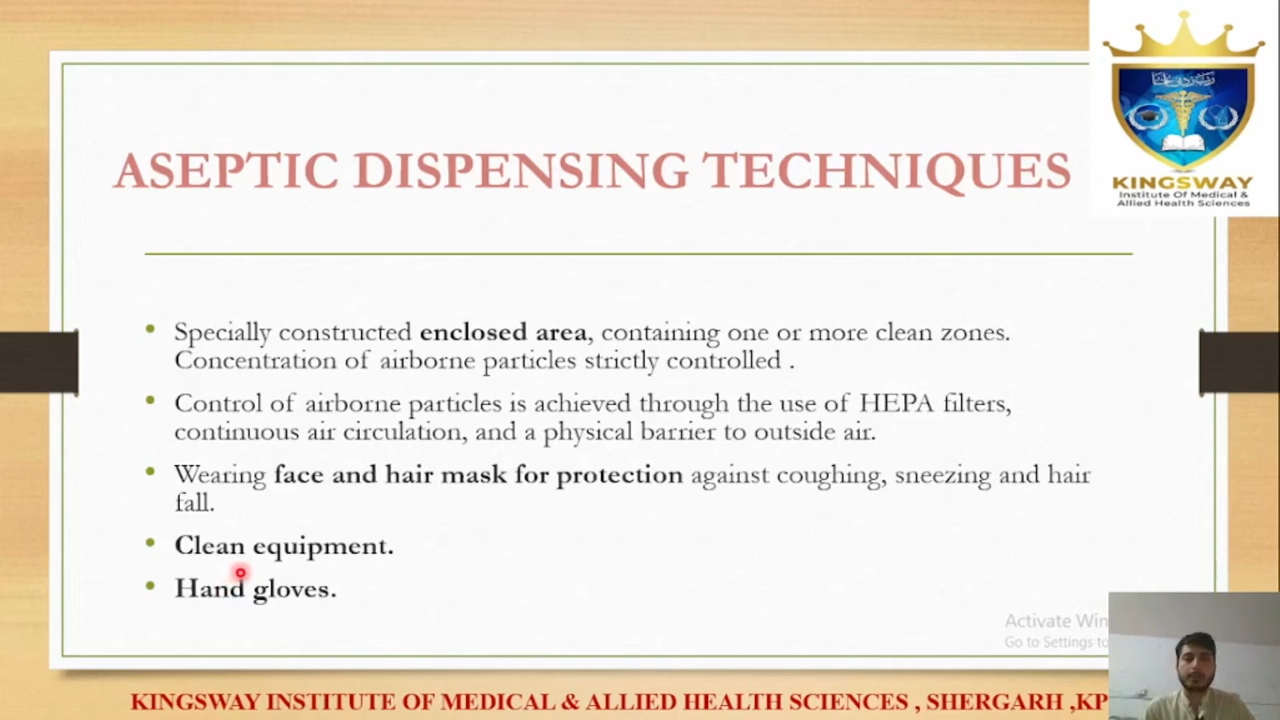 KINGSWAY
Institute Of Medical &
Allied Health Sciences
ASEPTIC DISPENSING TECHNIQUES
• Specially constructed enclosed area, containing one or more clean zones.
Concentration of airborne particles strictly controlled .
• Control of airborne particles is achieved through the use of HEPA filters,
continuous air circulation, and a physical barrier to outside air.
• Wearing face and hair mask for protection against coughing, sneezing and hair
fall.
• Clean equipment.
• Hand gloves.
Activate Win
Go to Settings to
KINGSWAY INSTITUTE OF MEDICAL & ALLIED HEALTH SCIENCES , SHERGARH ,KP